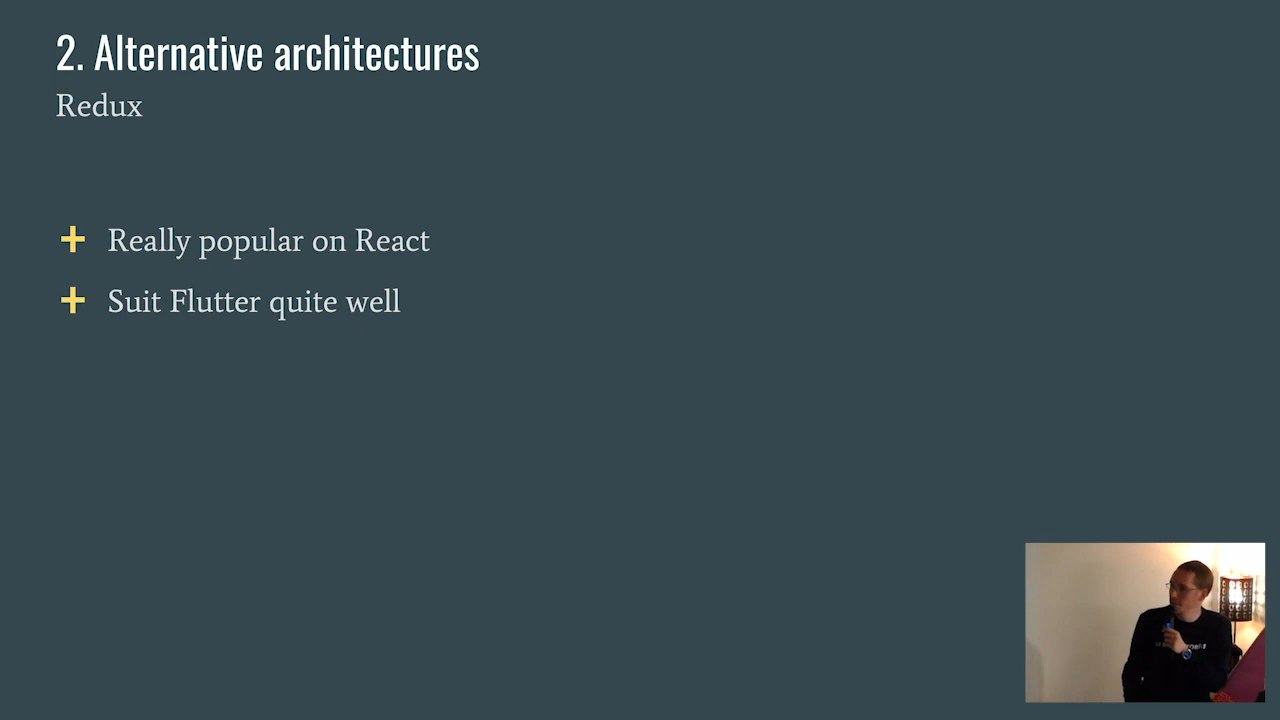 2. Alternative architectures
Redux
+ Really popular on React
+ Suit Flutter quite well